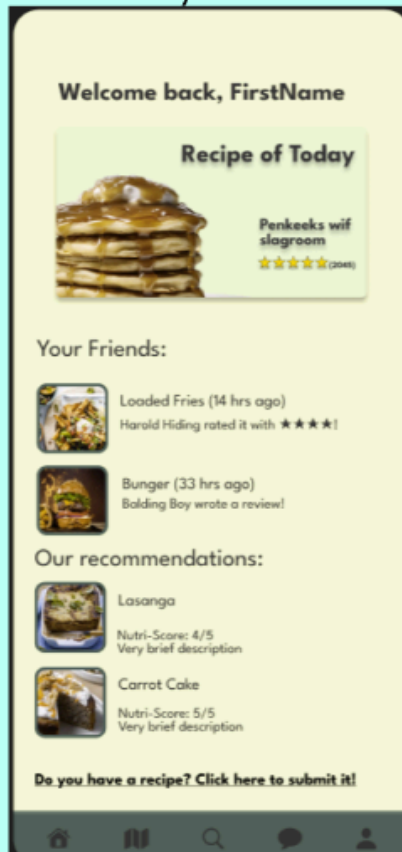 Welcome back, FirstName
Recipe of Today
Penkeeks wif
slagroom
★★★★★(2045)
Your Friends:
Loaded Fries (14 hrs ago)
Harold Hiding rated it with ★★★★!
Bunger (33 hrs ago)
Balding Boy wrote a review!
Our recommendations:
Lasanga
Nutri-Score: 4/5
Very brief description
Carrot Cake
Nutri-Score: 5/5
Very brief description
Do you have a recipe? Click here to submit it!